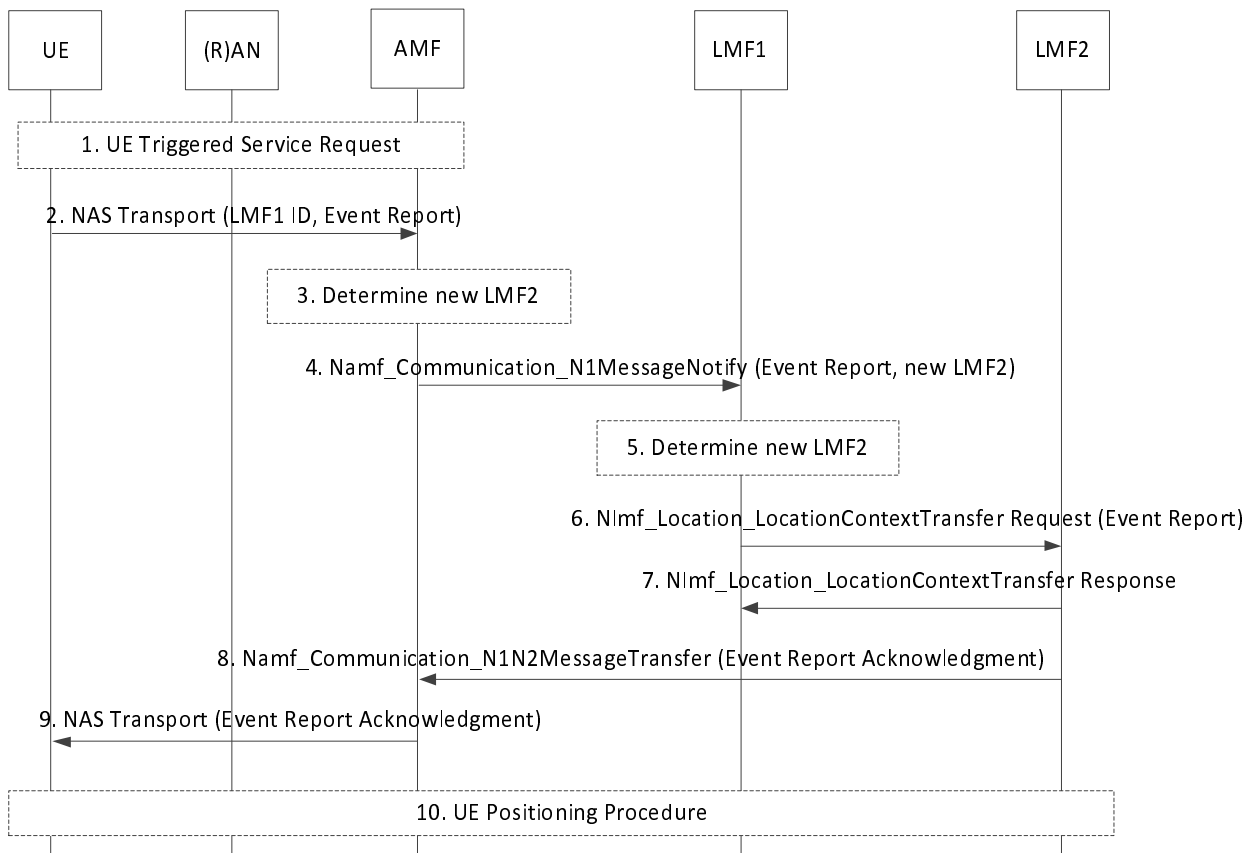 UE
(R)AN
AMF
LMF1
LMF2
1. UE Triggered Service Request
2. NAS Transport (LMF1 ID, Event Report)
3. Determine new LMF2
4. Namf_Communication_N1MessageNotify (Event Report, new LMF2)
5. Determine new LMF2
6. Nlmf_Location_LocationContextTransfer Request (Event Report)
7. Nlmf_Location_LocationContextTransfer Response
8. Namf_Communication_N1N2MessageTransfer (Event Report Acknowledgment)
9. NAS Transport (Event Report Acknowledgment)
10. UE Positioning Procedure